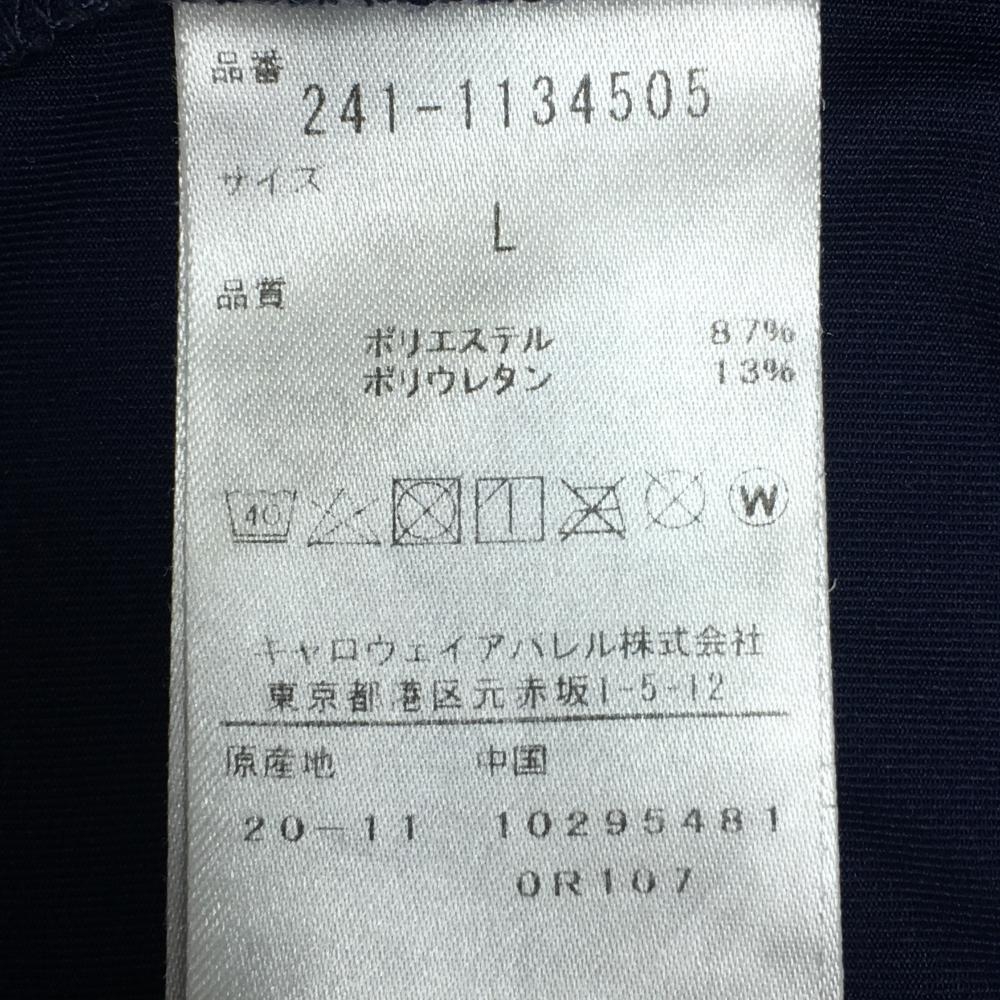 品番
241-1134505
サイズ
L
品質
ポリエステル 87%
ポリウレタン 13%
40 W
キャロウェイアパレル株式会社
東京都港区元赤坂1-5-12
原産地 中国
20-11 10295481
0R107